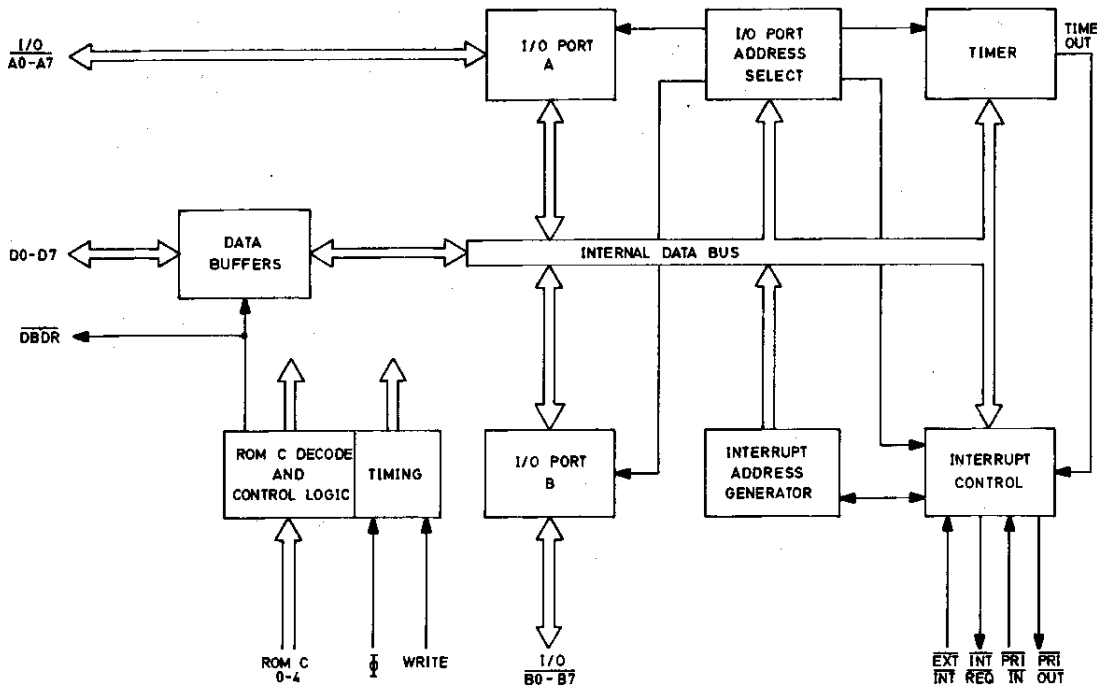 I/O
A0-A7
I/O PORT
A
I/O PORT
ADDRESS
SELECT
TIMER
TIME
OUT
D0-D7
DATA
BUFFERS
INTERNAL DATA BUS
DBDR
ROM C DECODE
AND
CONTROL LOGIC
TIMING
I/O PORT
B
INTERRUPT
ADDRESS
GENERATOR
INTERRUPT
CONTROL
ROM C
0-4
Φ
WRITE
I/O
B0-B7
EXT
INT
INT
REQ
PRI
IN
PRI
OUT